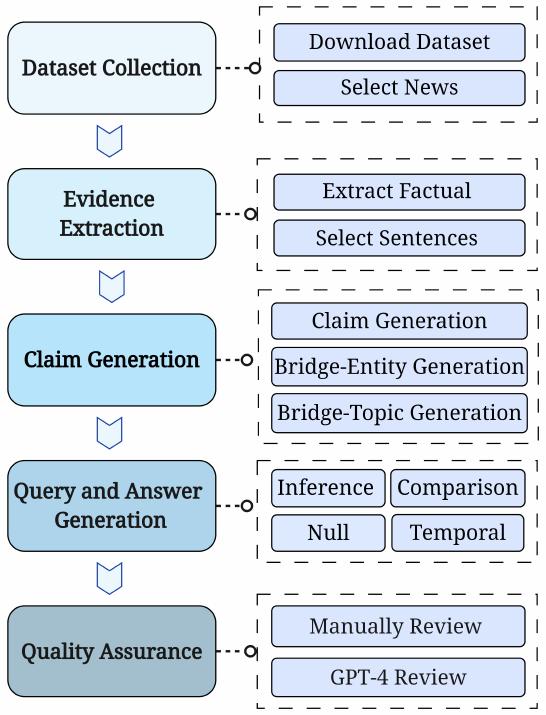 Dataset Collection
Download Dataset
Select News
Evidence
Extraction
Extract Factual
Select Sentences
Claim Generation
Claim Generation
Bridge-Entity Generation
Bridge-Topic Generation
Query and Answer
Generation
Inference
Comparison
Null
Temporal
Quality Assurance
Manually Review
GPT-4 Review